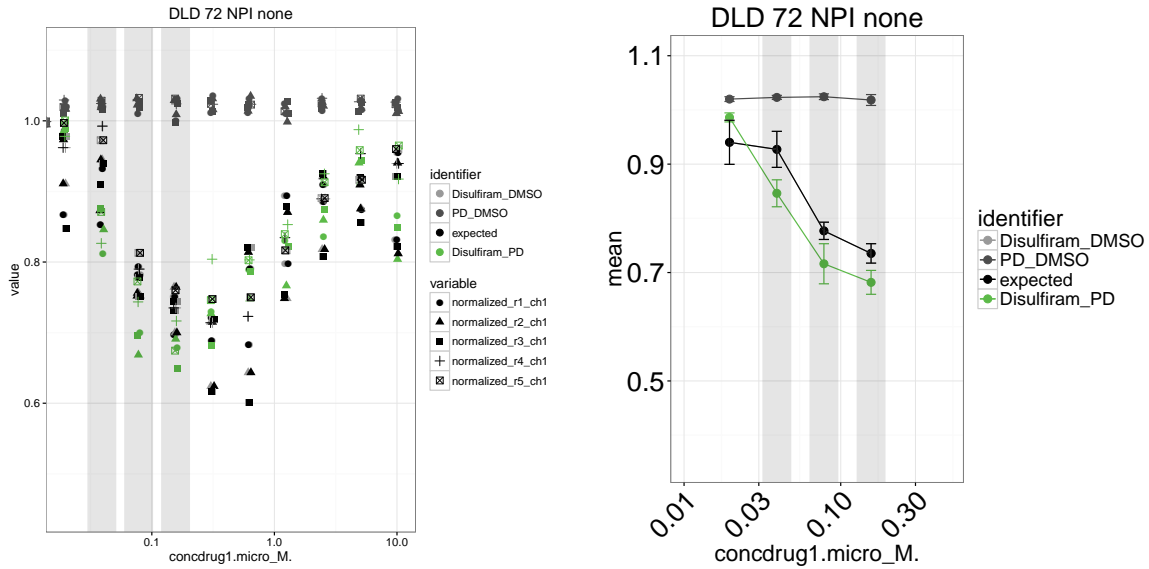 DLD 72 NPI none
value
1.0
0.8
0.6
0.1
1.0
10.0
concdrug1.micro_M.
identifier
Disulfiram_DMSO
PD_DMSO
expected
Disulfiram_PD
variable
normalized_r1_ch1
normalized_r2_ch1
normalized_r3_ch1
normalized_r4_ch1
normalized_r5_ch1
DLD 72 NPI none
mean
1.1
0.9
0.7
0.5
0.01
0.03
0.10
0.30
concdrug1.micro_M.
identifier
Disulfiram_DMSO
PD_DMSO
expected
Disulfiram_PD